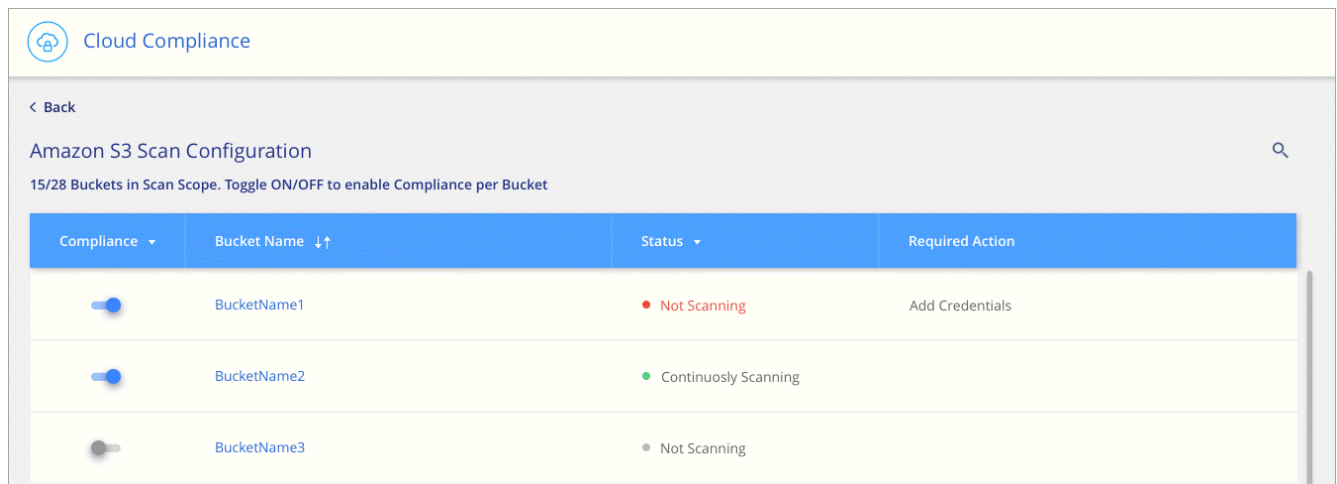 Cloud Compliance
Back
Amazon S3 Scan Configuration
15/28 Buckets in Scan Scope. Toggle ON/OFF to enable Compliance per Bucket
Compliance Bucket Name Status Required Action
BucketName1 Not Scanning Add Credentials
BucketName2 Continuosly Scanning
BucketName3 Not Scanning